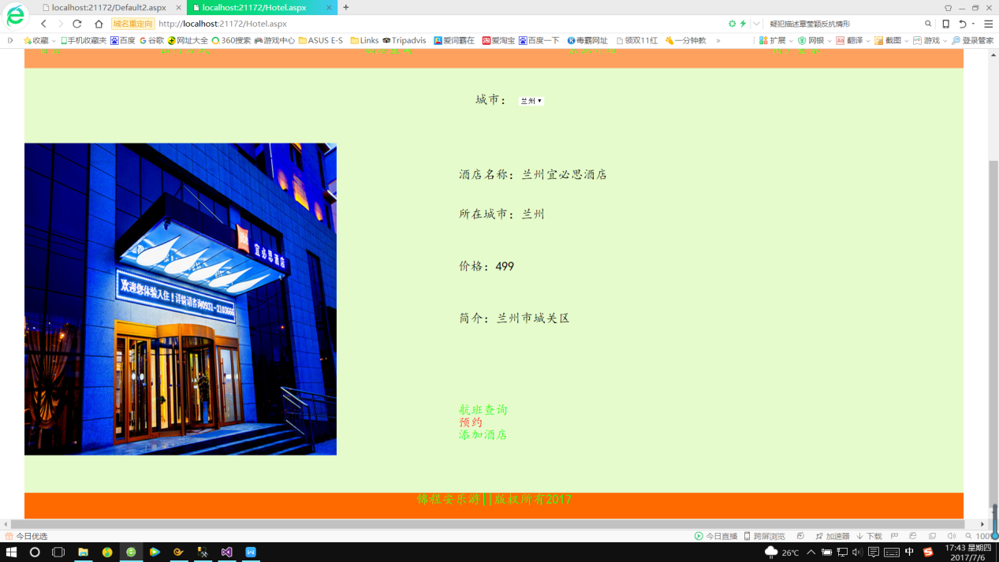 localhost:21172/Default2.aspx
localhost:21172/Hotel.aspx
域名重定向 http://localhost:21172/Hotel.aspx
疑犯描述章莹颖反抗情形
收藏 手机收藏夹 百度 谷歌 网址大全 360搜索 游戏中心 ASUS E-S Links Tripadvis 爱词霸在 爱淘宝 百度一下 毒霸网址 领双11红 一分钟教 » 扩展 网银 翻译 截图 游戏 登录管家
城市： 兰州
酒店名称：兰州宜必思酒店
所在城市：兰州
宜必思酒店
价格：499
欢迎您体验入住！详情请咨询0931-2103666
简介：兰州市城关区
航班查询
预约
添加酒店
锦程安乐游||版权所有2017
今日优选
今日直播 跨屏浏览 加速器 下载 100%
26℃ 中
17:43 星期四
2017/7/6